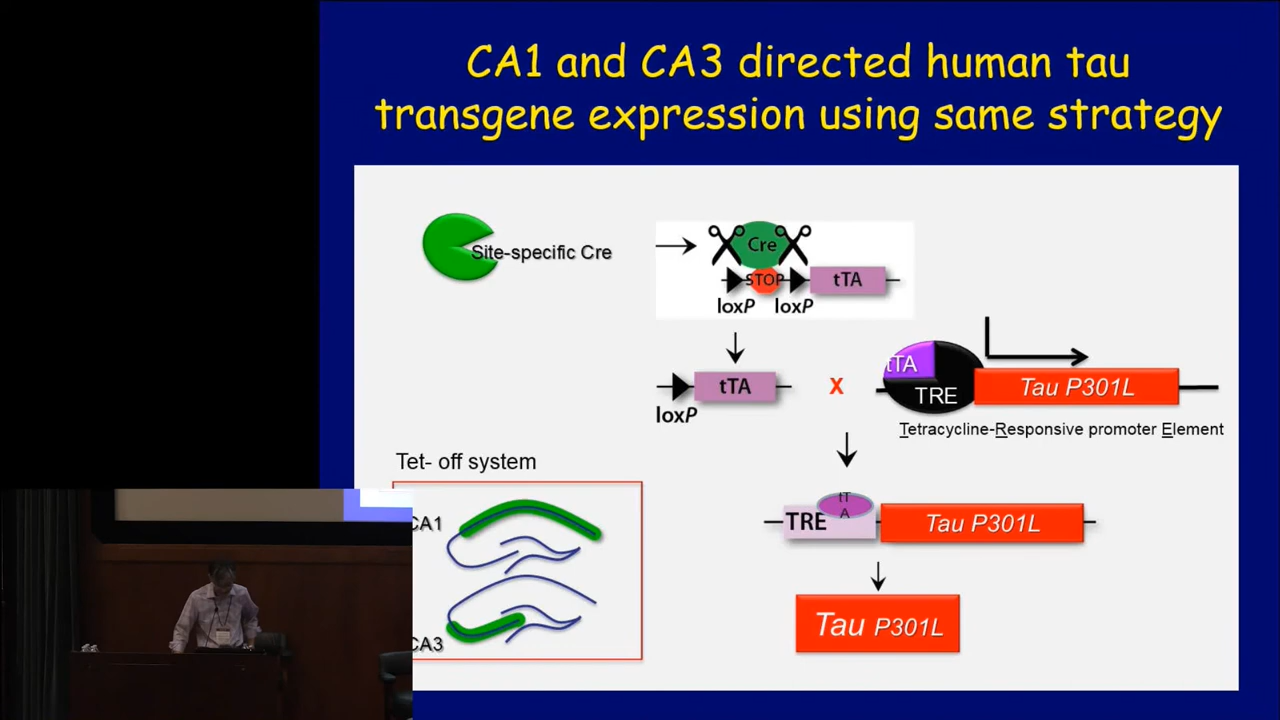 CA1 and CA3 directed human tau
transgene expression using same strategy
Site-specific Cre
Cre
STOP
tTA
loxP loxP
tTA
loxP
X
tTA
TRE
Tau P301L
Tetracycline-Responsive promoter Element
Tet- off system
CA1
CA3
TRE
tT
A
Tau P301L
Tau P301L